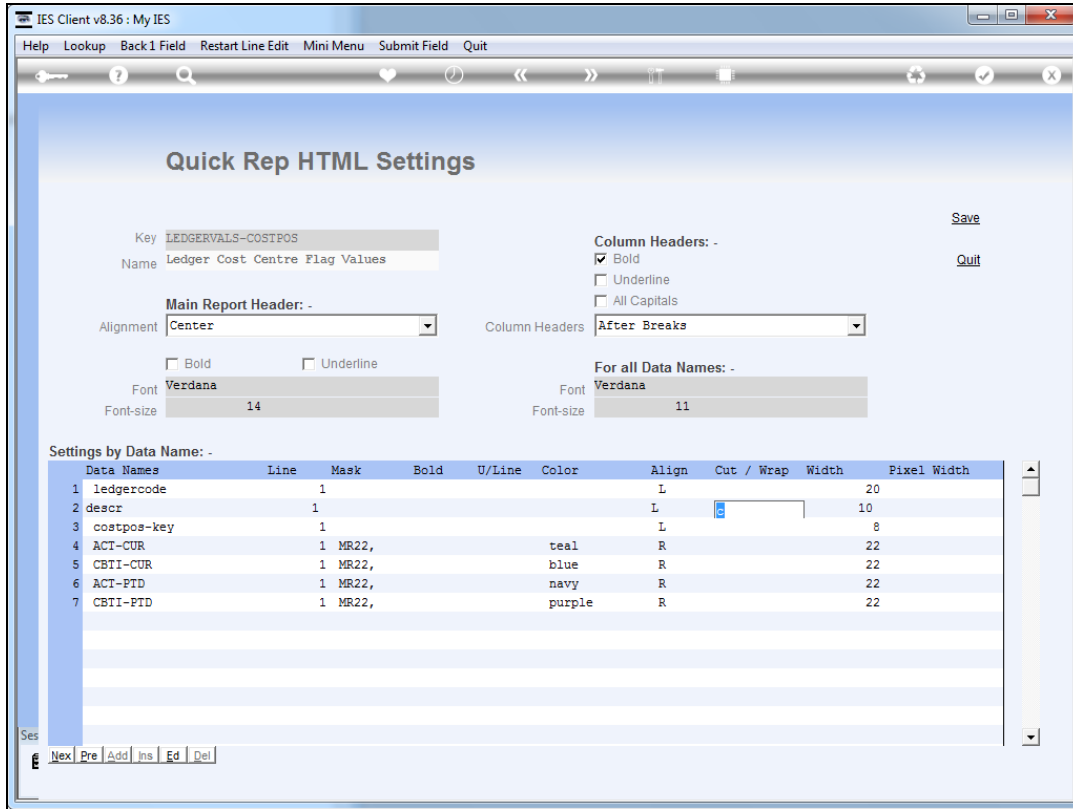 IES Client v8.36 : My IES
Help Lookup Back 1 Field Restart Line Edit Mini Menu Submit Field Quit
Quick Rep HTML Settings
Save
Key LEDGERVALS-COSTPOS
Column Headers: -
Name Ledger Cost Centre Flag Values
Bold
Quit
Underline
Main Report Header: -
All Capitals
Alignment Center
Column Headers After Breaks
Bold Underline
For all Data Names: -
Font Verdana
Font Verdana
Font-size 14
Font-size 11
Settings by Data Name: -
Data Names Line Mask Bold U/Line Color Align Cut / Wrap Width Pixel Width
1 ledgercode 1 L 20
2 descr 1 L c 10
3 costpos-key 1 L 8
4 ACT-CUR 1 MR22, teal R 22
5 CBTI-CUR 1 MR22, blue R 22
6 ACT-PTD 1 MR22, navy R 22
7 CBTI-PTD 1 MR22, purple R 22
Ses
Nex Pre Add Ins Ed Del